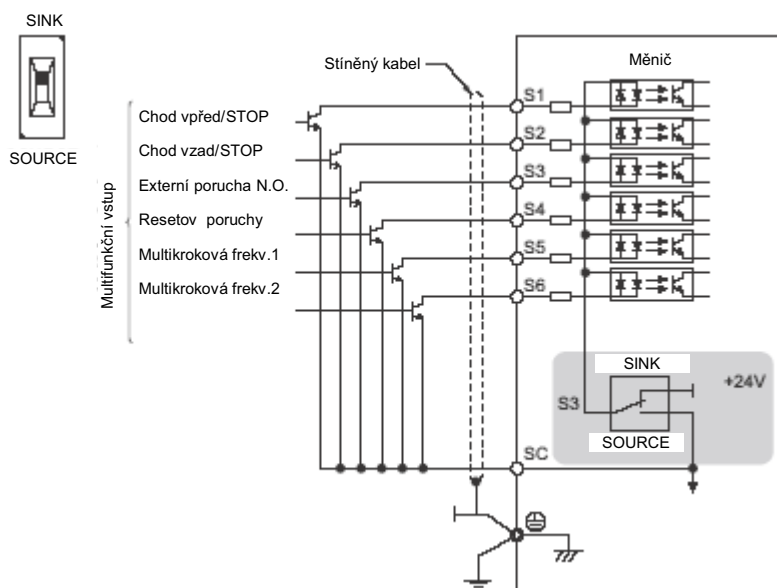 SINK
SOURCE
Multifunkční vstup
Chod vpřed/STOP
Chod vzad/STOP
Externí porucha N.O.
Resetov poruchy
Multikroková frekv.1
Multikroková frekv.2
Stíněný kabel
Měnič
S1
S2
S3
S4
S5
S6
SINK
+24V
S3
SOURCE
SC